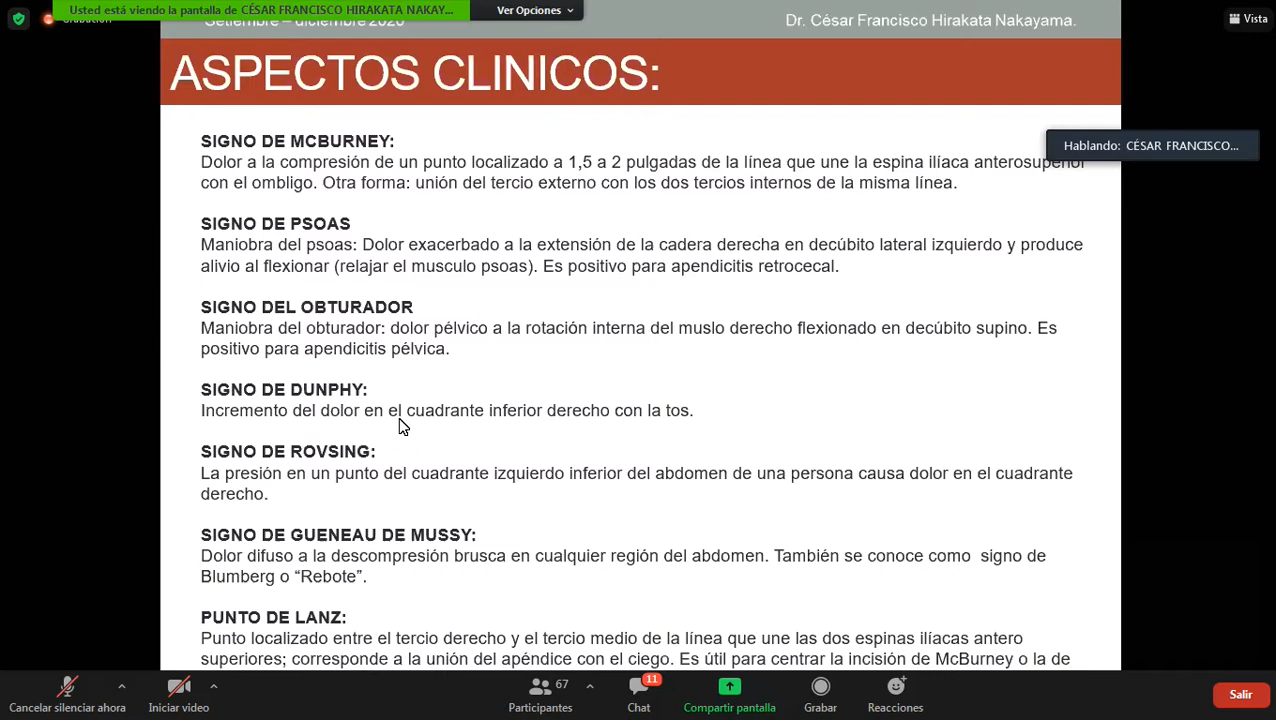 Usted está viendo la pantalla de CÉSAR FRANCISCO HIRAKATA NAKAY...
Ver Opciones
Vista
Grabación
Setiembre – diciembre 2020
Dr. César Francisco Hirakata Nakayama.
ASPECTOS CLINICOS:
Hablando: CÉSAR FRANCISCO...
SIGNO DE MCBURNEY:
Dolor a la compresión de un punto localizado a 1,5 a 2 pulgadas de la línea que une la espina ilíaca anterosuperior
con el ombligo. Otra forma: unión del tercio externo con los dos tercios internos de la misma línea.
SIGNO DE PSOAS
Maniobra del psoas: Dolor exacerbado a la extensión de la cadera derecha en decúbito lateral izquierdo y produce
alivio al flexionar (relajar el musculo psoas). Es positivo para apendicitis retrocecal.
SIGNO DEL OBTURADOR
Maniobra del obturador: dolor pélvico a la rotación interna del muslo derecho flexionado en decúbito supino. Es
positivo para apendicitis pélvica.
SIGNO DE DUNPHY:
Incremento del dolor en el cuadrante inferior derecho con la tos.
SIGNO DE ROVSING:
La presión en un punto del cuadrante izquierdo inferior del abdomen de una persona causa dolor en el cuadrante
derecho.
SIGNO DE GUENEAU DE MUSSY:
Dolor difuso a la descompresión brusca en cualquier región del abdomen. También se conoce como signo de
Blumberg o “Rebote”.
PUNTO DE LANZ:
Punto localizado entre el tercio derecho y el tercio medio de la línea que une las dos espinas ilíacas antero
superiores; corresponde a la unión del apéndice con el ciego. Es útil para centrar la incisión de McBurney o la de
67
11
Cancelar silenciar ahora
Iniciar video
Participantes
Chat
Compartir pantalla
Grabar
Reacciones
Salir